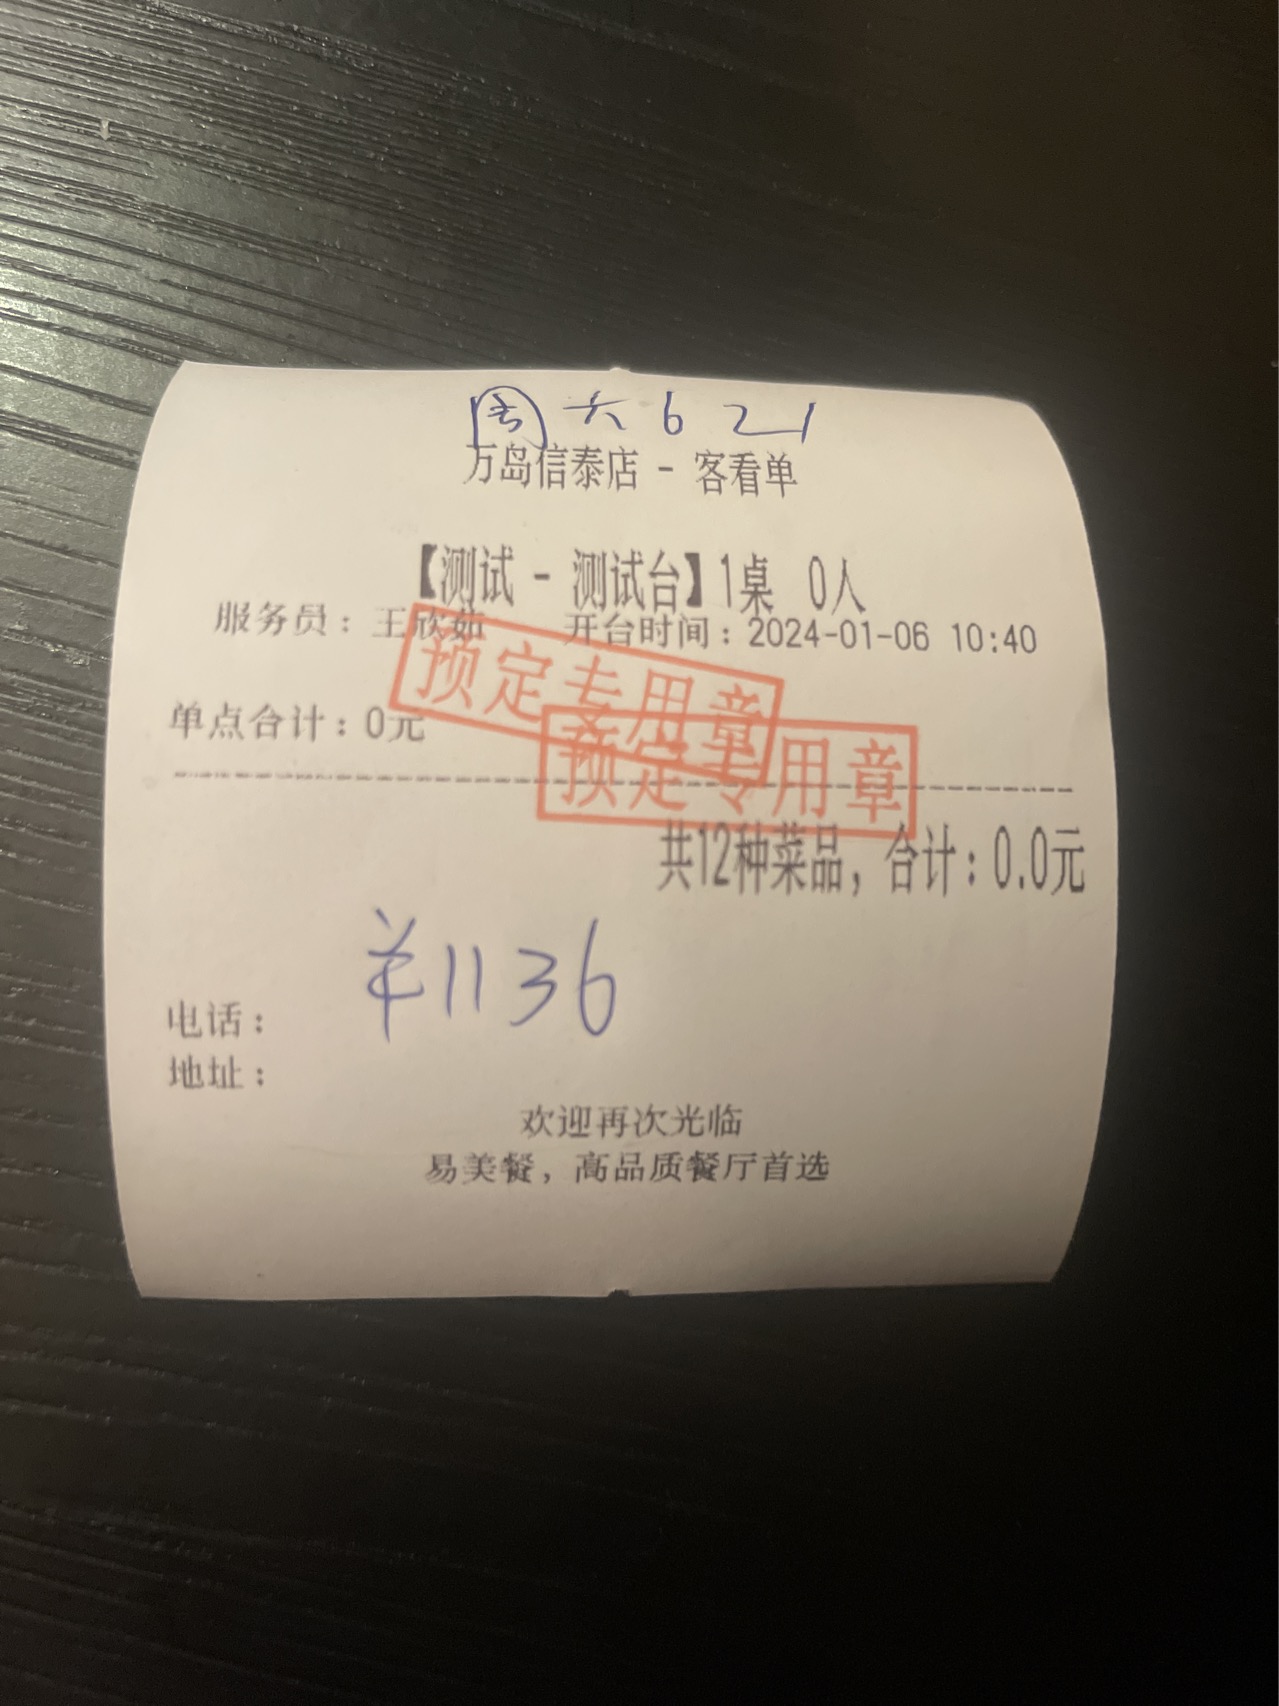 周六 6 21
万岛信泰店 - 客看单
【测试 - 测试台】1桌 0人
服务员：王欣茹 开台时间：2024-01-06 10:40
预定专用章
单点合计：0元
预定专用章
共12种菜品，合计：0.0元
¥1136
电话：
地址：
欢迎再次光临
易美餐，高品质餐厅首选